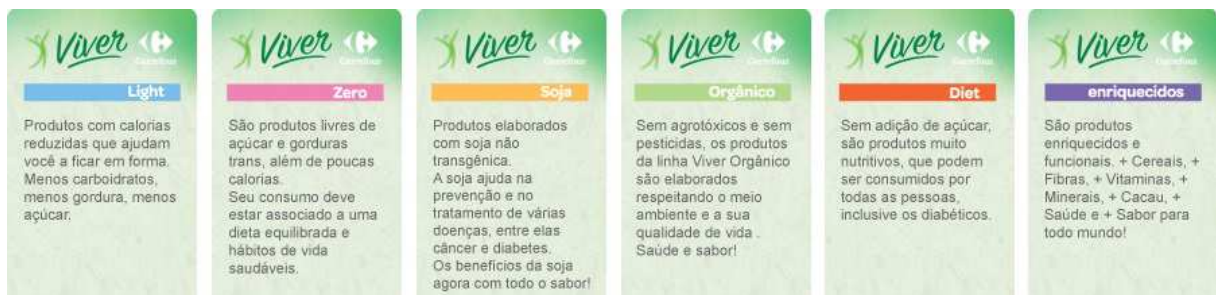 Viver Carrefour
Light
Produtos com calorias
reduzidas que ajudam
você a ficar em forma.
Menos carboidratos,
menos gordura, menos
açúcar.
Viver Carrefour
Zero
São produtos livres de
açúcar e gorduras
trans, além de poucas
calorias.
Seu consumo deve
estar associado a uma
dieta equilibrada e
hábitos de vida
saudáveis.
Viver Carrefour
Soja
Produtos elaborados
com soja não
transgênica.
A soja ajuda na
prevenção e no
tratamento de várias
doenças, entre elas
câncer e diabetes.
Os benefícios da soja
agora com todo o sabor!
Viver Carrefour
Orgânico
Sem agrotóxicos e sem
pesticidas, os produtos
da linha Viver Orgânico
são elaborados
respeitando o meio
ambiente e a sua
qualidade de vida .
Saúde e sabor!
Viver Carrefour
Diet
Sem adição de açúcar,
são produtos muito
nutritivos, que podem
ser consumidos por
todas as pessoas,
inclusive os diabéticos.
Viver Carrefour
enriquecidos
São produtos
enriquecidos e
funcionais. + Cereais, +
Fibras, + Vitaminas, +
Minerais, + Cacau, +
Saúde e + Sabor para
todo mundo!